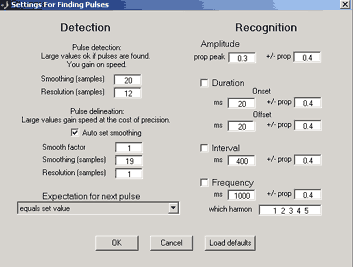 Settings For Finding Pulses
Detection
Pulse detection:
Large values ok if pulses are found.
You gain on speed.
Smoothing (samples) 20
Resolution (samples) 12
Pulse delineation:
Large values gain speed at the cost of precision.
Auto set smoothing
Smooth factor 1
Smoothing (samples) 19
Resolution (samples) 1
Expectation for next pulse
equals set value
Recognition
Amplitude
prop peak 0.3 +/- prop 0.4
Duration
Onset
ms 20 +/- prop 0.4
Offset
ms 20 +/- prop 0.4
Interval
ms 400 +/- prop 0.4
Frequency
ms 1000 +/- prop 0.4
which harmon 1 2 3 4 5
OK Cancel Load defaults